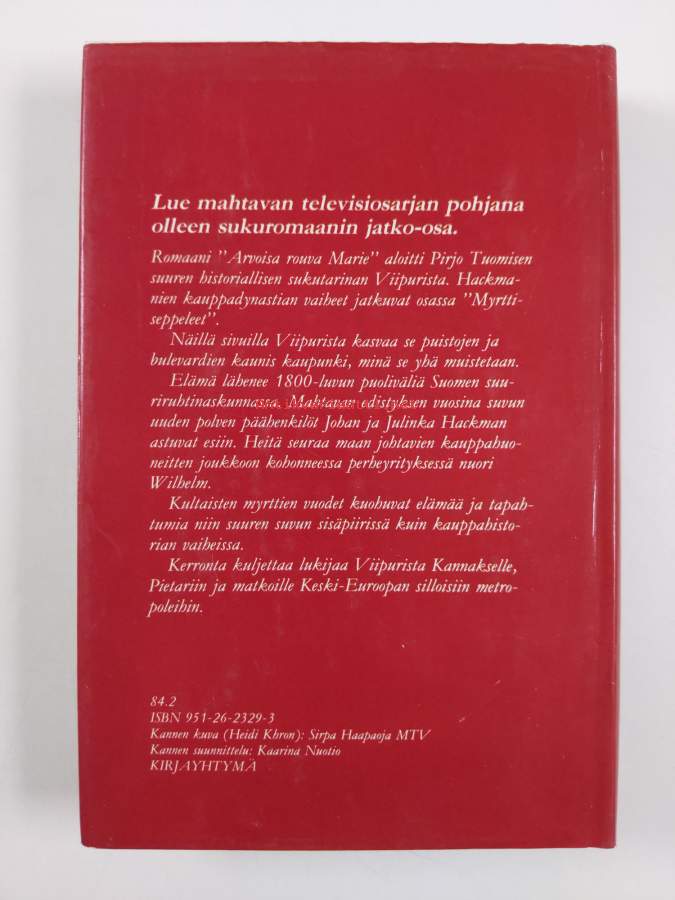 Lue mahtavan televisiosarjan pohjana
olleen sukuromaanin jatko-osa.
Romaani "Arvoisa rouva Marie" aloitti Pirjo Tuomisen
suuren historiallisen sukutarinan Viipurista. Hackma-
nien kauppadynastian vaiheet jatkuvat osassa "Myrtti-
seppeleet".
Näillä sivuilla Viipurista kasvaa se puistojen ja
bulevardien kaunis kaupunki, minä se yhä muistetaan.
Elämä lähenee 1800-luvun puoliväliä Suomen suu-
riruhtinaskunnassa. Mahtavan edistyksen vuosina suvun
uuden polven päähenkilöt Johan ja Julinka Hackman
astuvat esiin. Heitä seuraa maan johtavien kauppahuo-
neitten joukkoon kohonneessa perheyrityksessä nuori
Wilhelm.
Kultaisten myrttien vuodet kuohuvat elämää ja tapah-
tumia niin suuren suvun sisäpiirissä kuin kauppahisto-
rian vaiheissa.
Kerronta kuljettaa lukijaa Viipurista Kannakselle,
Pietariin ja matkoille Keski-Euroopan silloisiin metro-
poleihin.
84.2
ISBN 951-26-2329-3
Kannen kuva (Heidi Khron): Sirpa Haapaoja MTV
Kannen suunnittelu: Kaarina Nuotio
KIRJAYHTYMÄ